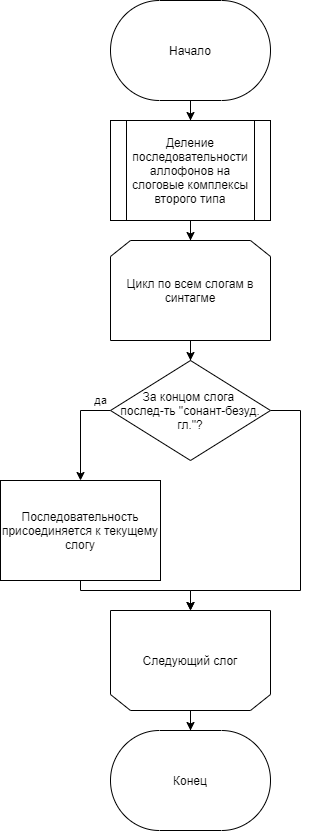 Начало
Деление
последовательности
аллофонов на
слоговые комплексы
второго типа
Цикл по всем слогам в
синтагме
За концом слога
послед-ть "сонант-безуд.
гл."?
да
Последовательность
присоединяется к текущему
слогу
Следующий слог
Конец